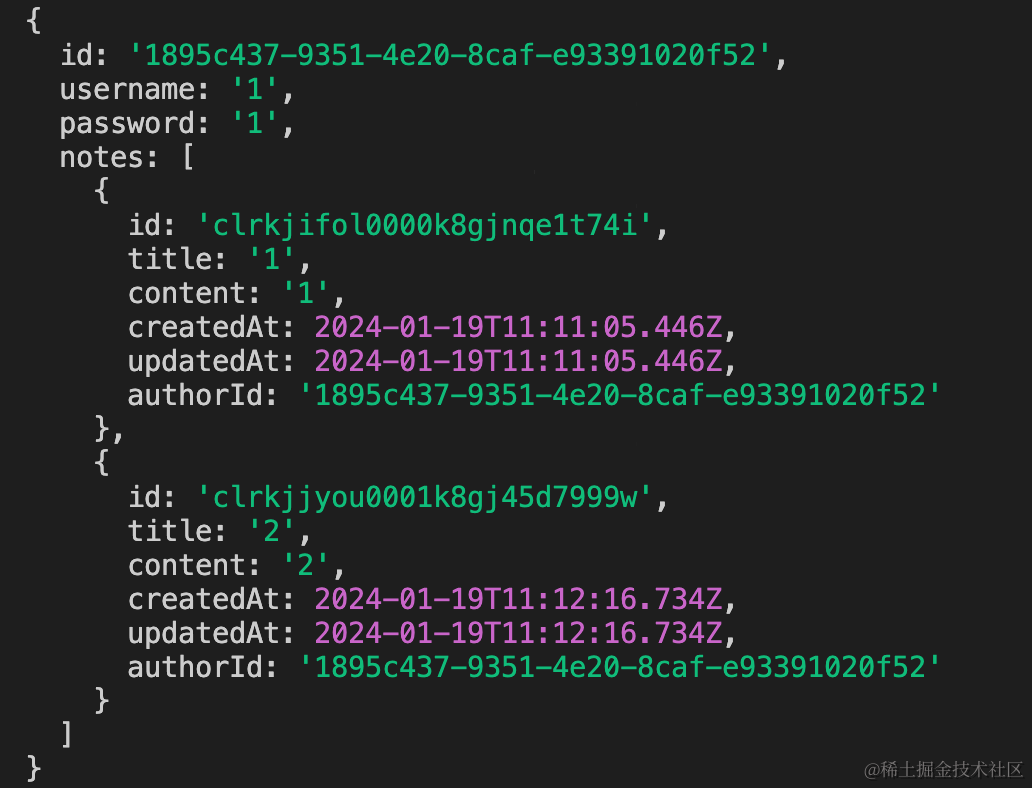 {
  id: '1895c437-9351-4e20-8caf-e93391020f52',
  username: '1',
  password: '1',
  notes: [
    {
      id: 'clrkjifol0000k8gjnqe1t74i',
      title: '1',
      content: '1',
      createdAt: 2024-01-19T11:11:05.446Z,
      updatedAt: 2024-01-19T11:11:05.446Z,
      authorId: '1895c437-9351-4e20-8caf-e93391020f52'
    },
    {
      id: 'clrkjjyou0001k8gj45d7999w',
      title: '2',
      content: '2',
      createdAt: 2024-01-19T11:12:16.734Z,
      updatedAt: 2024-01-19T11:12:16.734Z,
      authorId: '1895c437-9351-4e20-8caf-e93391020f52'
    }
  ]
}
@稀土掘金技术社区